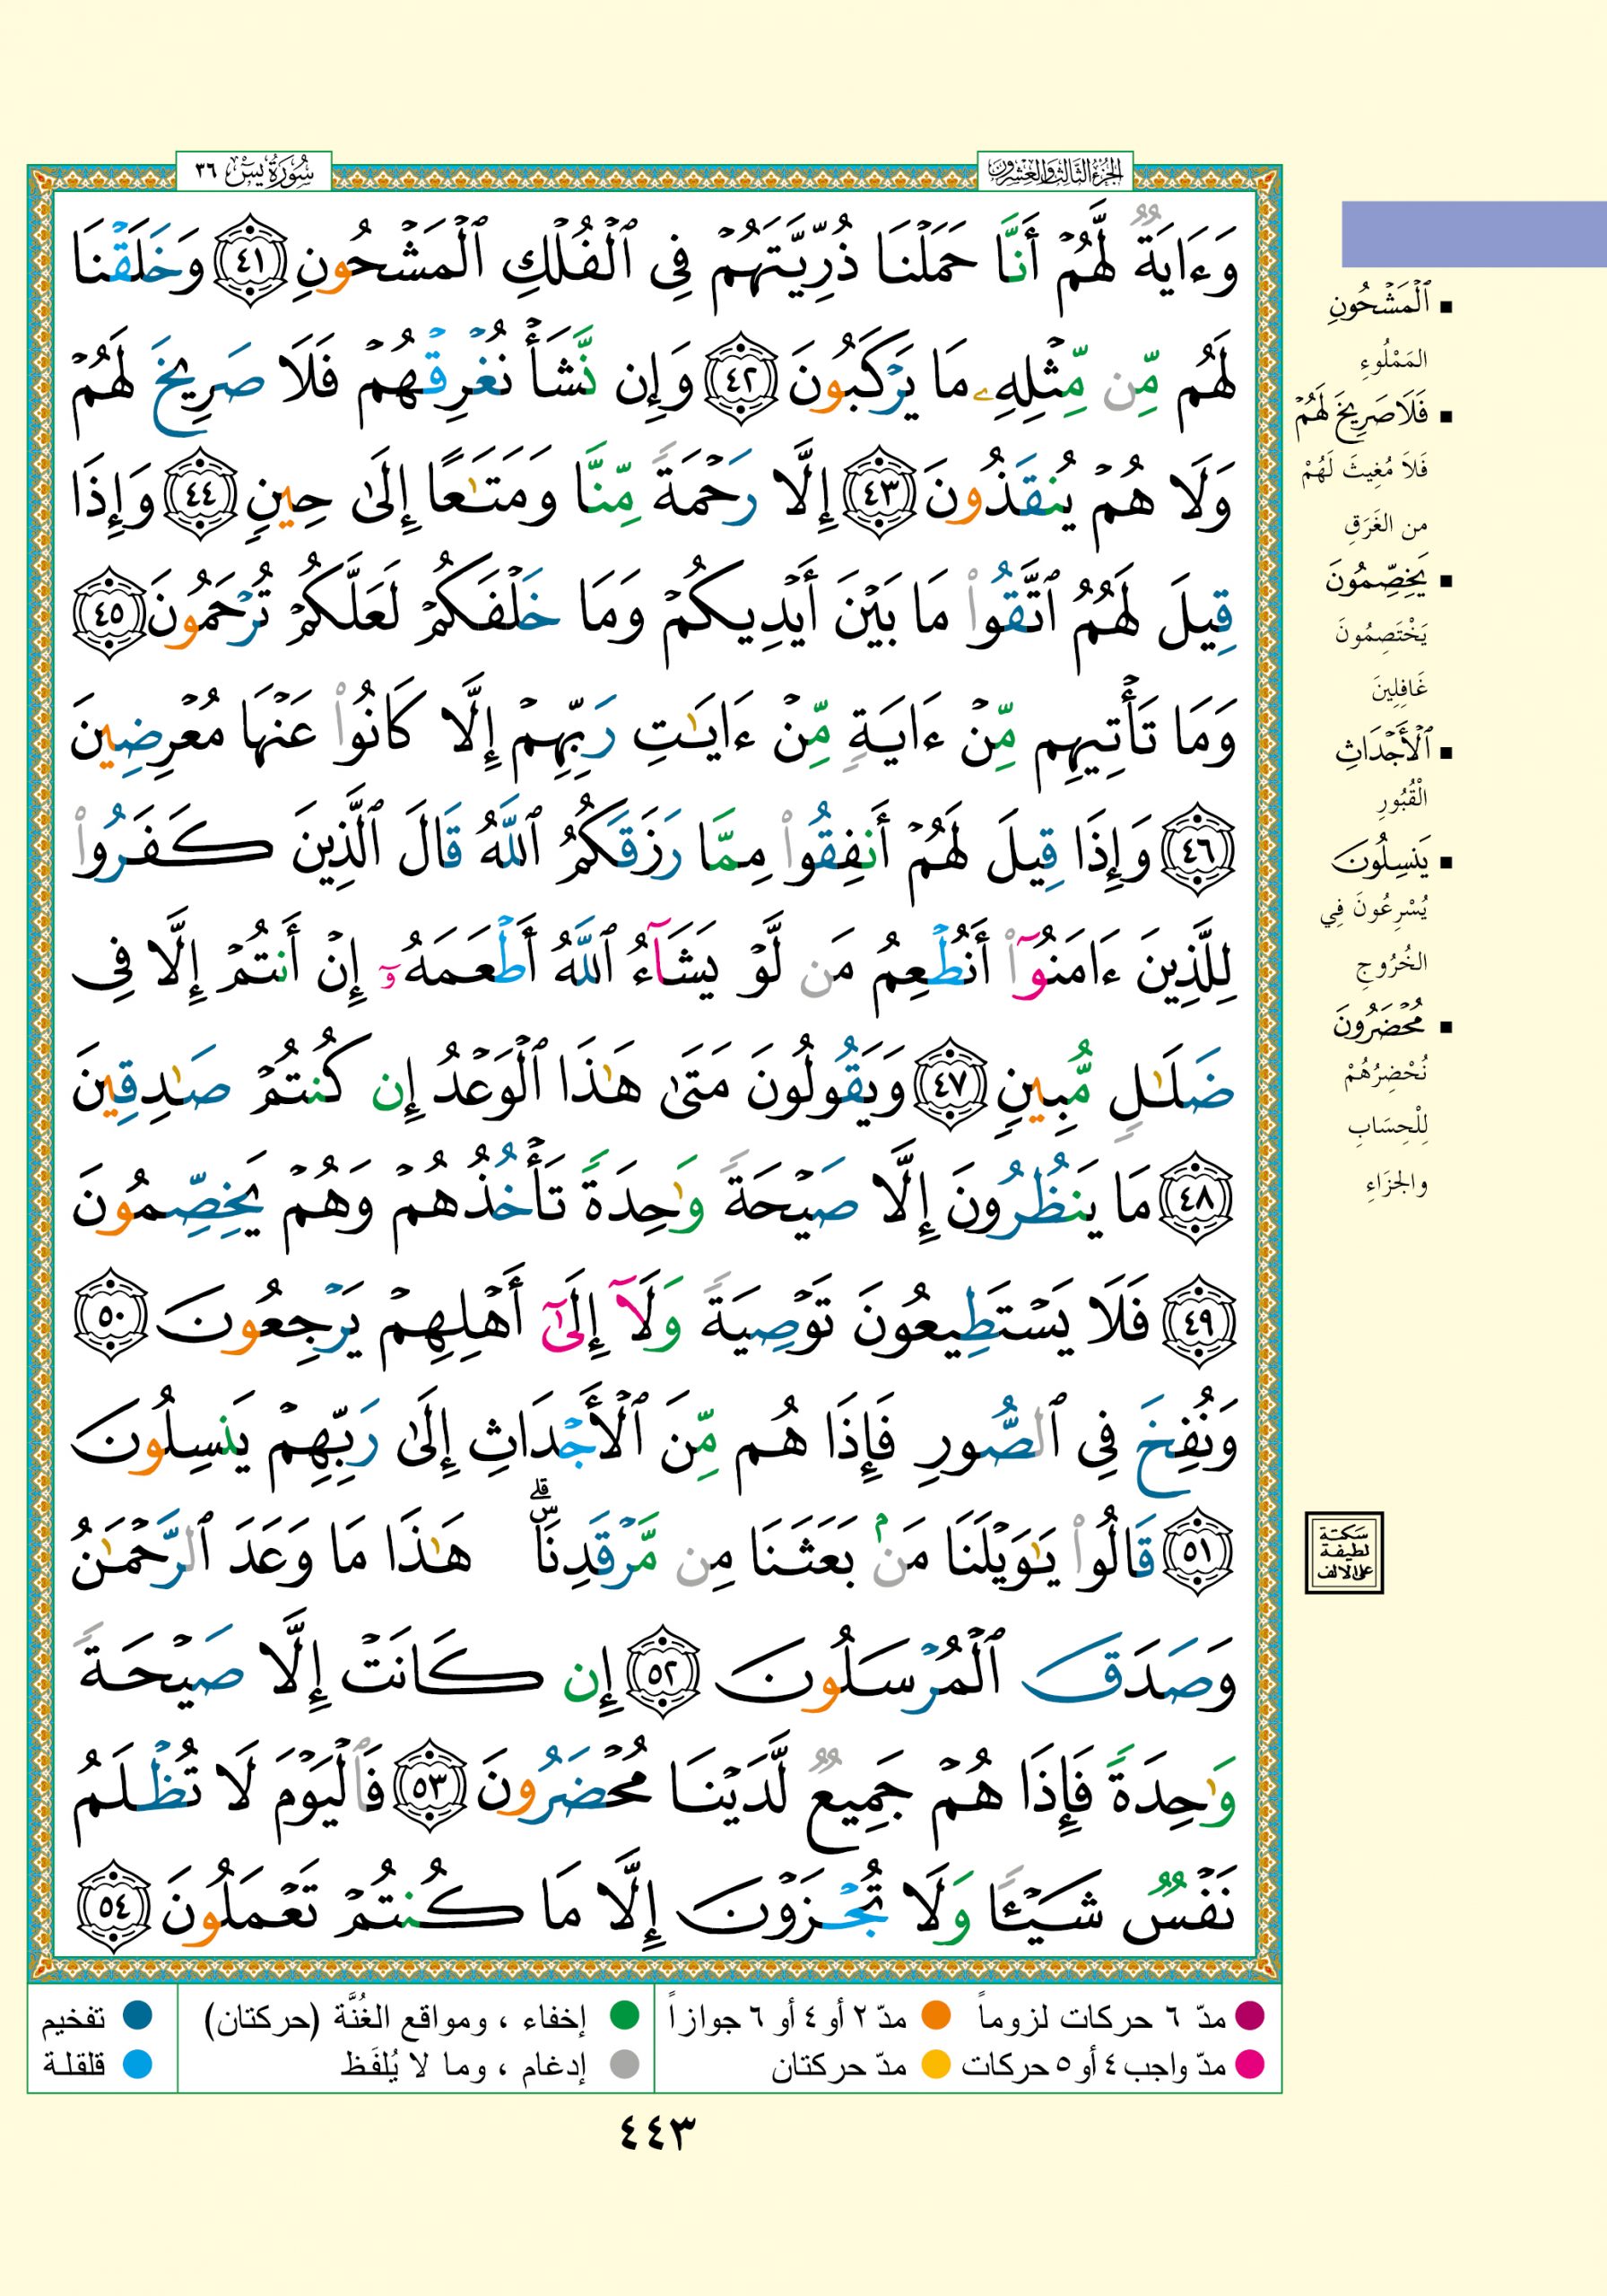 الجزء الثالث والعشرون
سُورَةُ يسٓ ٣٦
وَءَايَةٌ لَّهُمْ أَنَّا حَمَلْنَا ذُرِّيَّتَهُمْ فِى ٱلْفُلْكِ ٱلْمَشْحُونِ ٤١ وَخَلَقْنَا
لَهُم مِّن مِّثْلِهِۦ مَا يَرْكَبُونَ ٤٢ وَإِن نَّشَأْ نُغْرِقْهُمْ فَلَا صَرِيخَ لَهُمْ
وَلَا هُمْ يُنقَذُونَ ٤٣ إِلَّا رَحْمَةً مِّنَّا وَمَتَـٰعًا إِلَىٰ حِينٍ ٤٤ وَإِذَا
قِيلَ لَهُمُ ٱتَّقُوا۟ مَا بَيْنَ أَيْدِيكُمْ وَمَا خَلْفَكُمْ لَعَلَّكُمْ تُرْحَمُونَ ٤٥
وَمَا تَأْتِيهِم مِّنْ ءَايَةٍ مِّنْ ءَايَـٰتِ رَبِّهِمْ إِلَّا كَانُوا۟ عَنْهَا مُعْرِضِينَ
٤٦ وَإِذَا قِيلَ لَهُمْ أَنفِقُوا۟ مِمَّا رَزَقَكُمُ ٱللَّهُ قَالَ ٱلَّذِينَ كَفَرُوا۟
لِلَّذِينَ ءَامَنُوٓا۟ أَنُطْعِمُ مَن لَّوْ يَشَآءُ ٱللَّهُ أَطْعَمَهُۥٓ إِنْ أَنتُمْ إِلَّا فِى
ضَلَـٰلٍ مُّبِينٍ ٤٧ وَيَقُولُونَ مَتَىٰ هَـٰذَا ٱلْوَعْدُ إِن كُنتُمْ صَـٰدِقِينَ
٤٨ مَا يَنظُرُونَ إِلَّا صَيْحَةً وَٰحِدَةً تَأْخُذُهُمْ وَهُمْ يَخِصِّمُونَ
٤٩ فَلَا يَسْتَطِيعُونَ تَوْصِيَةً وَلَآ إِلَىٰٓ أَهْلِهِمْ يَرْجِعُونَ ٥٠
وَنُفِخَ فِى ٱلصُّورِ فَإِذَا هُم مِّنَ ٱلْأَجْدَاثِ إِلَىٰ رَبِّهِمْ يَنسِلُونَ
٥١ قَالُوا۟ يَـٰوَيْلَنَا مَنۢ بَعَثَنَا مِن مَّرْقَدِنَا ۜ ۗ هَـٰذَا مَا وَعَدَ ٱلرَّحْمَـٰنُ
وَصَدَقَ ٱلْمُرْسَلُونَ ٥٢ إِن كَانَتْ إِلَّا صَيْحَةً
وَٰحِدَةً فَإِذَا هُمْ جَمِيعٌ لَّدَيْنَا مُحْضَرُونَ ٥٣ فَٱلْيَوْمَ لَا تُظْلَمُ
نَفْسٌ شَيْـًٔا وَلَا تُجْزَوْنَ إِلَّا مَا كُنتُمْ تَعْمَلُونَ ٥٤
▪ ٱلْمَشْحُونِ
المَمْلُوءِ
▪ فَلَا صَرِيخَ لَهُمْ
فَلاَ مُغِيثَ لَهُمْ
من الغَرَقِ
▪ يَخِصِّمُونَ
يَخْتَصِمُونَ
غَافِلِينَ
▪ ٱلْأَجْدَاثِ
الْقُبُورِ
▪ يَنسِلُونَ
يُسْرِعُونَ فِي
الخُرُوجِ
▪ مُحْضَرُونَ
نُحْضِرُهُمْ
لِلْحِسَابِ
والجَزَاءِ
سكتة
لطيفة
على الالف
مدّ ٦ حركات لزوماً ● مدّ ٢ أو ٤ أو ٦ جوازاً ● إخفاء ، ومواقع الغُنَّة (حركتان) ● تفخيم
مدّ واجب ٤ أو ٥ حركات ● مدّ حركتان ● إدغام ، وما لا يُلفَظ ● قلقلة
٤٤٣